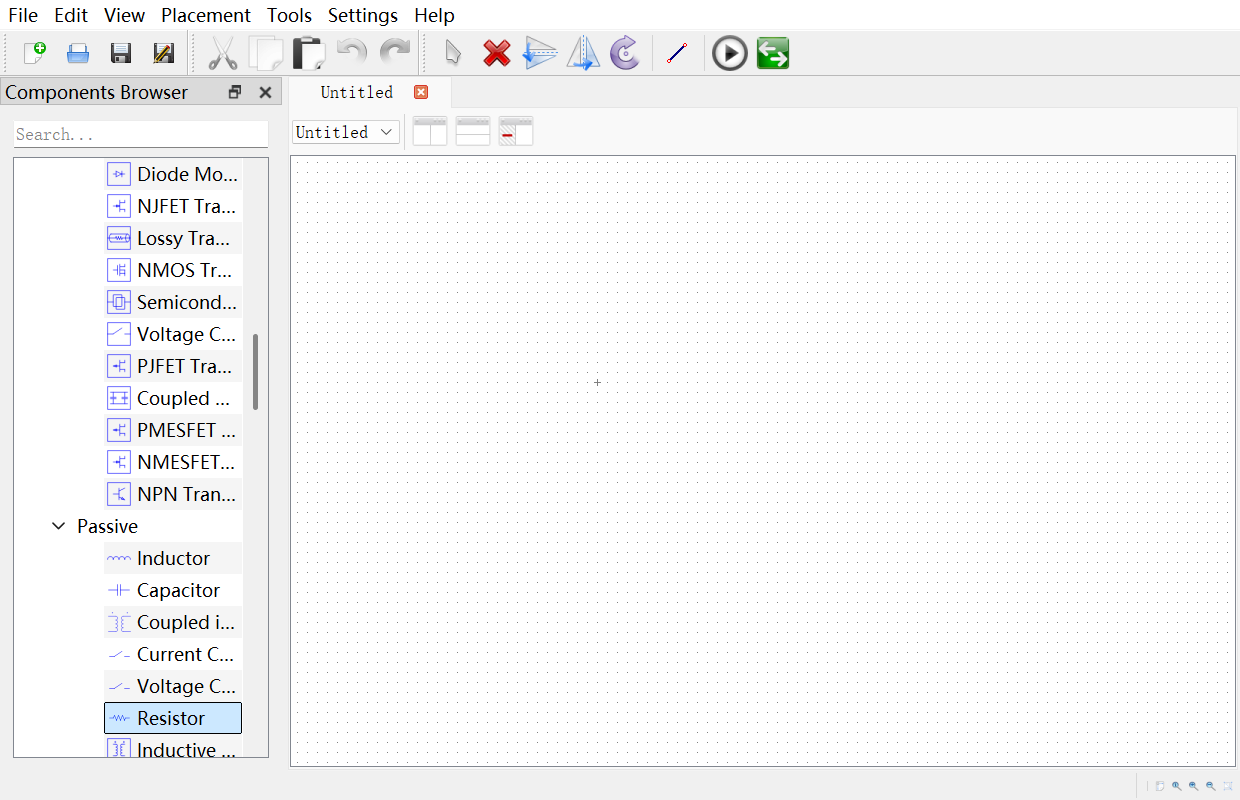 File Edit View Placement Tools Settings Help
Components Browser
Untitled
Search...
Untitled
Diode Mo...
NJFET Tra...
Lossy Tra...
NMOS Tr...
Semicond...
Voltage C...
PJFET Tra...
Coupled ...
PMESFET ...
NMESFET...
NPN Tran...
Passive
Inductor
Capacitor
Coupled i...
Current C...
Voltage C...
Resistor
Inductive ...